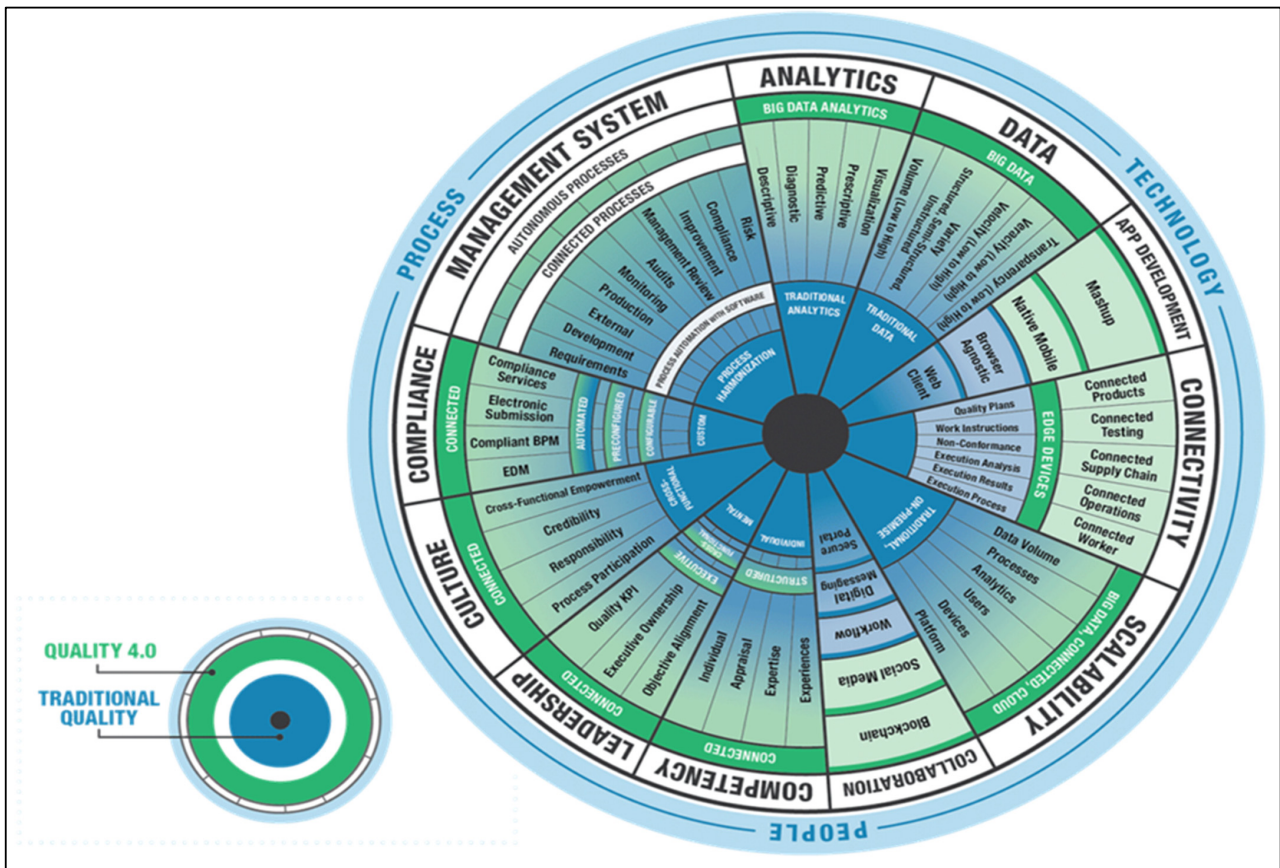 PROCESS
TECHNOLOGY
PEOPLE
MANAGEMENT SYSTEM
AUTONOMOUS PROCESSES
CONNECTED PROCESSES
Requirements
Development
External
Production
Monitoring
Audits
Management Review
Improvement
Compliance
Risk
PROCESS AUTOMATION WITH SOFTWARE
PROCESS
HARMONIZATION
ANALYTICS
BIG DATA ANALYTICS
Descriptive
Diagnostic
Predictive
Prescriptive
Visualization
TRADITIONAL
ANALYTICS
DATA
BIG DATA
Volume (Low to High)
Structured, Semi-Structured,
Unstructured
Variety
(Low to High)
Velocity (Low to High)
Veracity (Low to High)
Transparency (Low to High)
TRADITIONAL
DATA
APP DEVELOPMENT
Mashup
Native Mobile
Browser
Agnostic
Web
Client
CONNECTIVITY
Connected
Products
Connected
Testing
Connected
Supply Chain
Connected
Operations
Connected
Worker
EDGE DEVICES
Quality Plans
Work Instructions
Non-Conformance
Execution Analysis
Execution Results
Execution Process
SCALABILITY
BIG DATA, CONNECTED, CLOUD
Data Volume
Processes
Analytics
Users
Devices
Platform
TRADITIONAL
ON-PREMISE
COLLABORATION
Secure
Portal
Digital
Messaging
Workflow
Social Media
Blockchain
COMPETENCY
CONNECTED
Individual
Appraisal
Expertise
Experiences
STRUCTURED
INDIVIDUAL
LEADERSHIP
CONNECTED
Quality KPI
Executive Ownership
Objective Alignment
EXECUTIVE
CROSS-
FUNCTIONAL
MENTAL
CULTURE
CONNECTED
Cross-Functional Empowerment
Credibility
Responsibility
Process Participation
CROSS-
FUNCTIONAL
COMPLIANCE
CONNECTED
Compliance
Services
Electronic
Submission
Compliant BPM
EDM
AUTOMATED
PRECONFIGURED
CONFIGURABLE
CUSTOM
QUALITY 4.0
TRADITIONAL
QUALITY